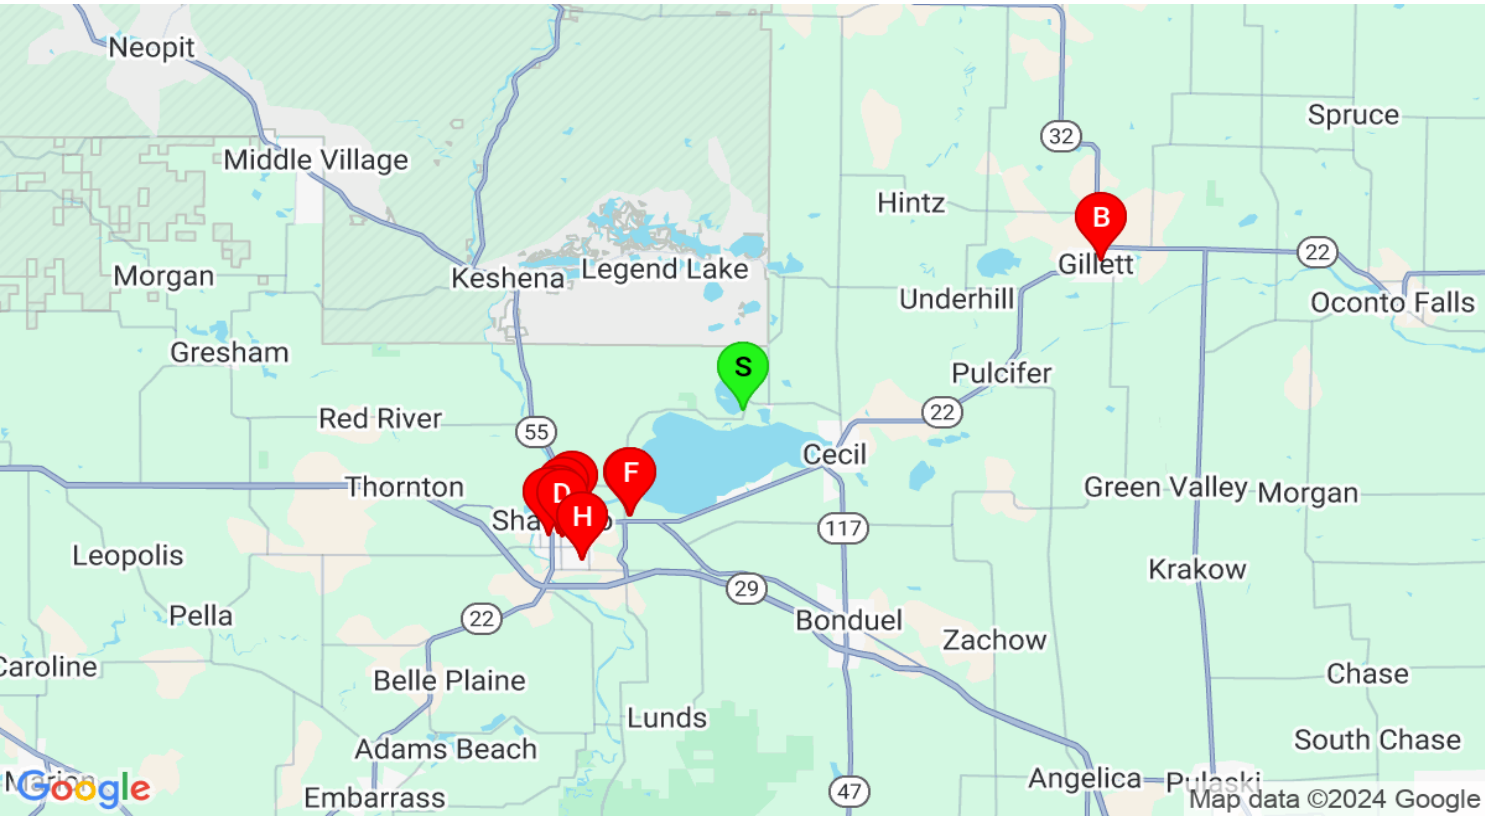 Neopit
Spruce
32
Middle Village
Hintz
B
22
Gillett
Legend Lake
Keshena
Morgan
Underhill
Oconto Falls
Gresham
S
Pulcifer
22
Red River
55
Cecil
F
Thornton
D
Green Valley
Morgan
H
117
Leopolis
Krakow
29
Pella
22
Bonduel
Zachow
Caroline
Belle Plaine
Chase
Lunds
Adams Beach
South Chase
Angelica
Pulaski
Marion
Google
47
Embarrass
Map data ©2024 Google